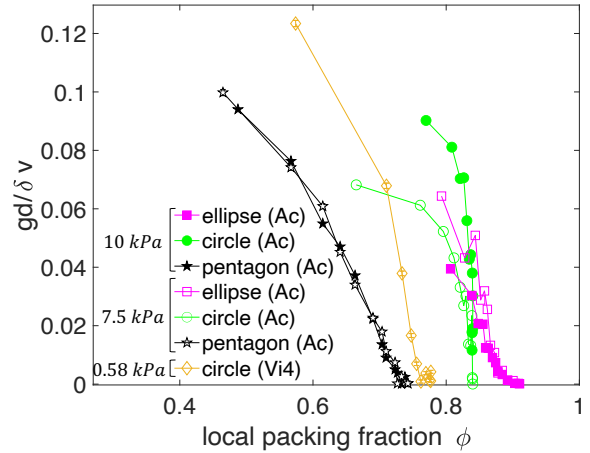 0.12
0.1
0.08
0.06
0.04
0.02
0
gd/δ v
ellipse (Ac)
10 kPa circle (Ac)
pentagon (Ac)
ellipse (Ac)
7.5 kPa circle (Ac)
pentagon (Ac)
0.58 kPa circle (Vi4)
0.4 0.6 0.8 1
local packing fraction ϕ